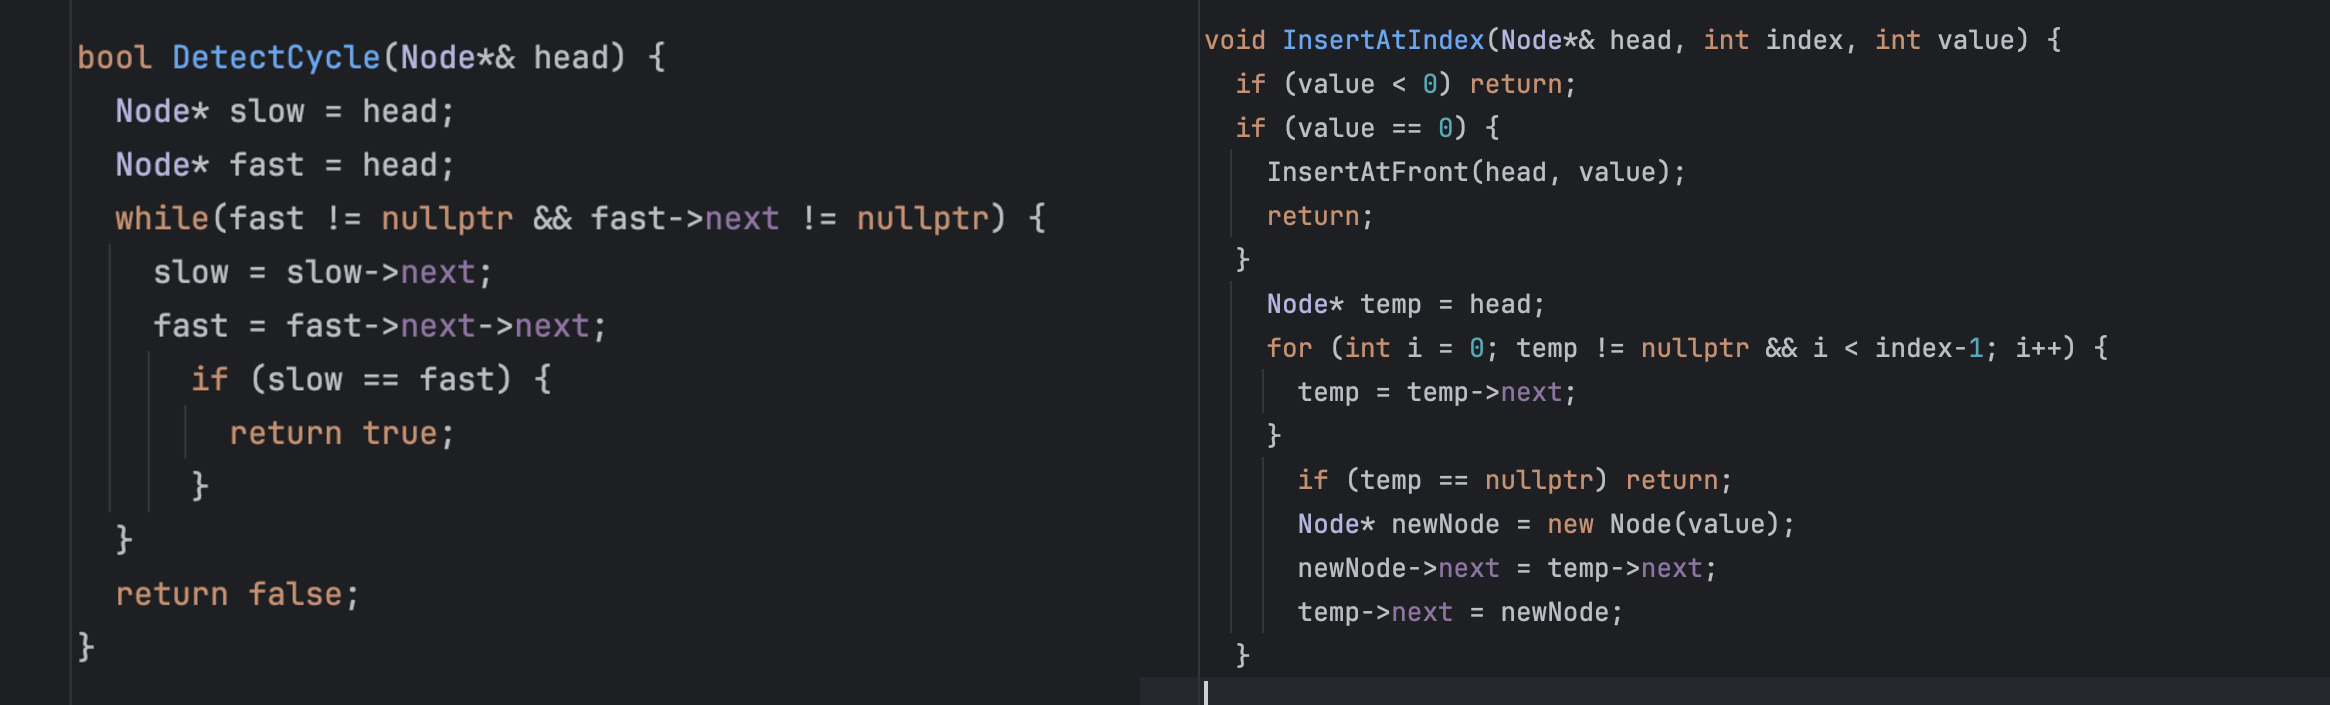 bool DetectCycle(Node*& head) {
Node* slow = head;
Node* fast = head;
while(fast != nullptr && fast->next != nullptr) {
slow = slow->next;
fast = fast->next->next;
if (slow == fast) {
return true;
}
}
return false;
}
void InsertAtIndex(Node*& head, int index, int value) {
if (value < 0) return;
if (value == 0) {
InsertAtFront(head, value);
return;
}
Node* temp = head;
for (int i = 0; temp != nullptr && i < index-1; i++) {
temp = temp->next;
}
if (temp == nullptr) return;
Node* newNode = new Node(value);
newNode->next = temp->next;
temp->next = newNode;
}